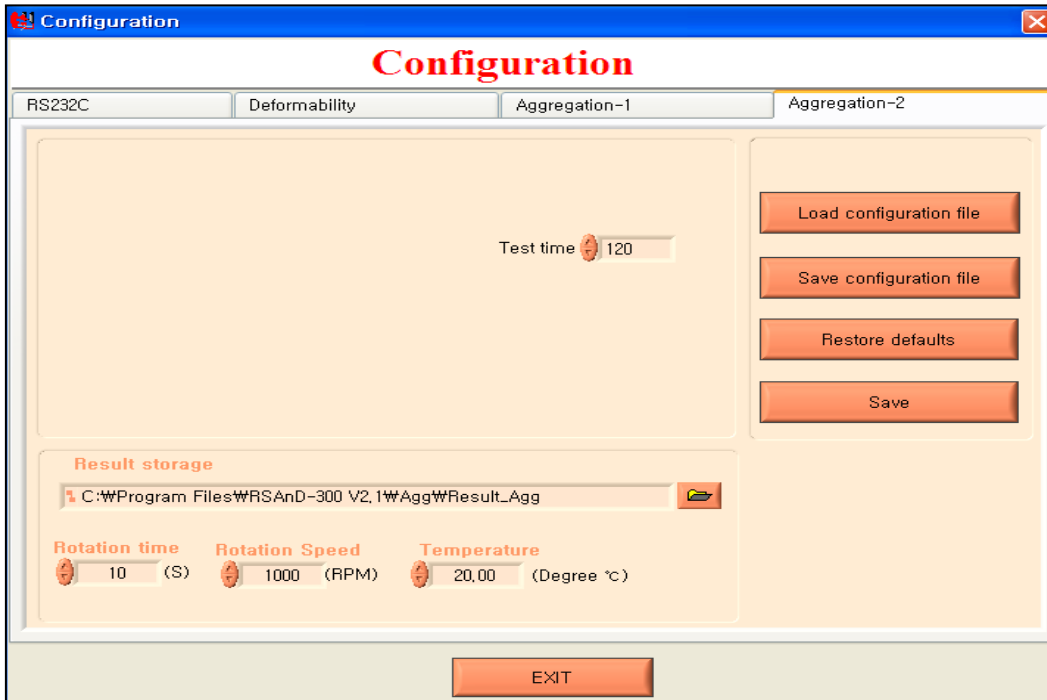 Configuration
Configuration
RS232C
Deformability
Aggregation-1
Aggregation-2
Test time 120
Load configuration file
Save configuration file
Restore defaults
Save
Result storage
C:₩Program Files₩RSAnD-300 V2.1₩Agg₩Result_Agg
Rotation time
10 (S)
Rotation Speed
1000 (RPM)
Temperature
20.00 (Degree ℃)
EXIT